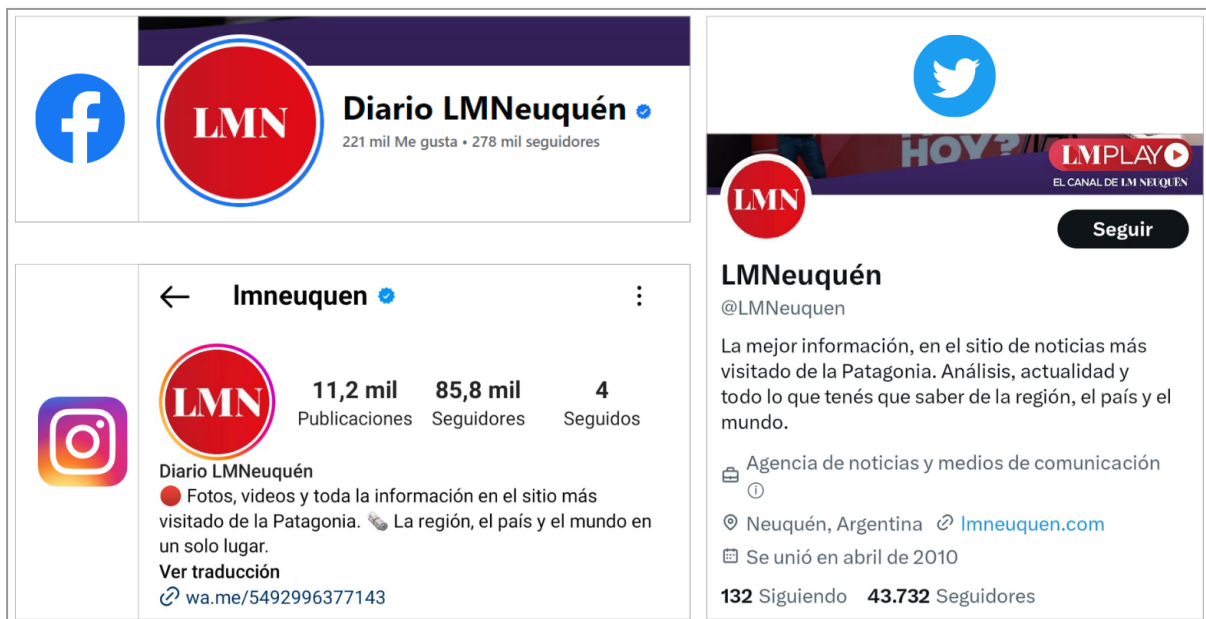 LMN
Diario LMNeuquén
221 mil Me gusta • 278 mil seguidores
lmneuquen
LMN
11,2 mil
85,8 mil
4
Publicaciones
Seguidores
Seguidos
Diario LMNeuquén
🔴 Fotos, videos y toda la información en el sitio más
visitado de la Patagonia. 🗞️ La región, el país y el mundo en
un solo lugar.
Ver traducción
wa.me/5492996377143
HOY?
LMPLAY
EL CANAL DE LM NEUQUÉN
LMN
Seguir
LMNeuquén
@LMNeuquen
La mejor información, en el sitio de noticias más
visitado de la Patagonia. Análisis, actualidad y
todo lo que tenés que saber de la región, el país y el
mundo.
Agencia de noticias y medios de comunicación
Neuquén, Argentina lmneuquen.com
Se unió en abril de 2010
132 Siguiendo 43.732 Seguidores